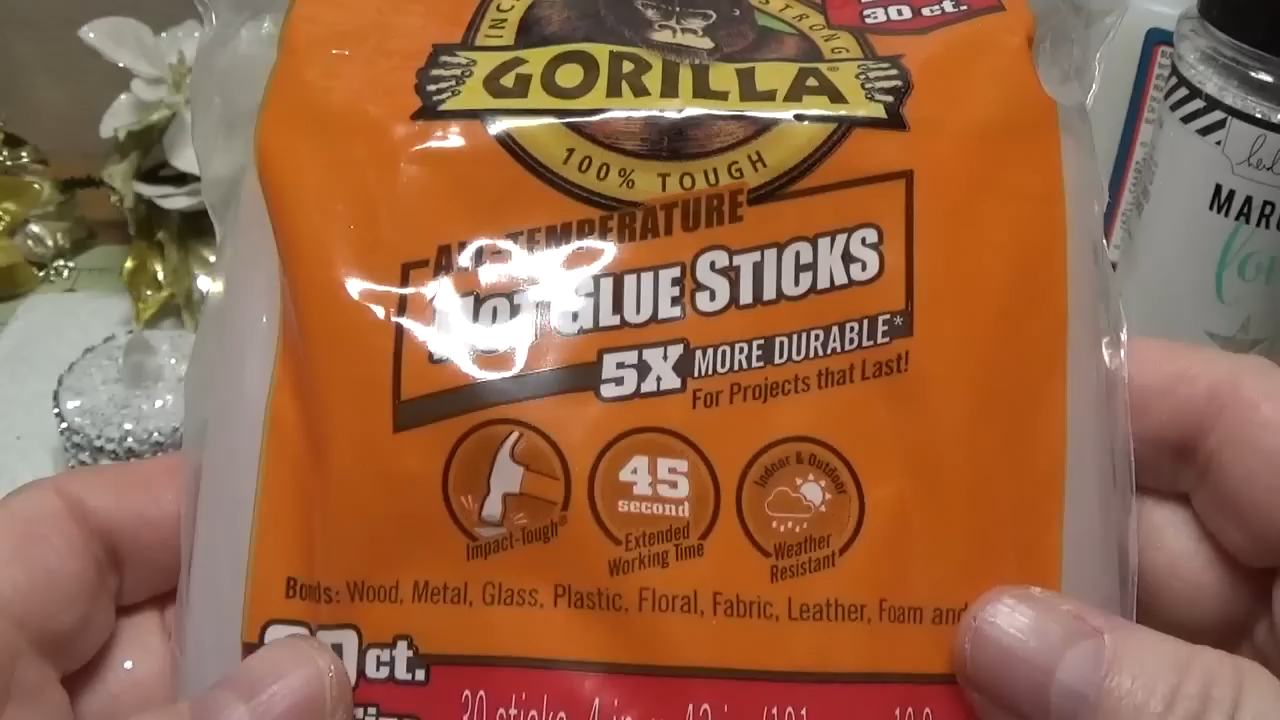 INC.
STRONG
30 ct.
GORILLA®
100% TOUGH
ALL-TEMPERATURE
HOT GLUE STICKS
5X MORE DURABLE*
For Projects that Last!
Impact-Tough®
45
second
Extended
Working Time
Indoor & Outdoor
Weather
Resistant
Bonds: Wood, Metal, Glass, Plastic, Floral, Fabric, Leather, Foam and
ct.
30 sticks